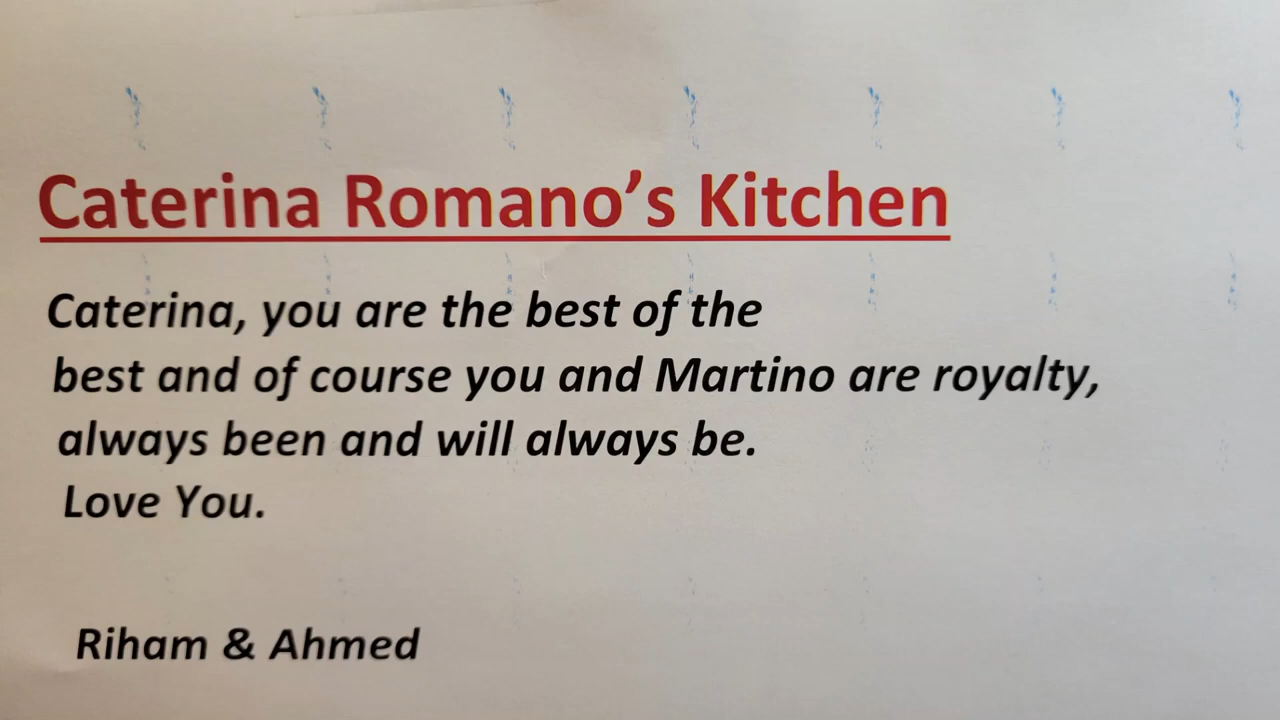 Caterina Romano’s Kitchen
Caterina, you are the best of the
best and of course you and Martino are royalty,
always been and will always be.
Love You.
Riham & Ahmed